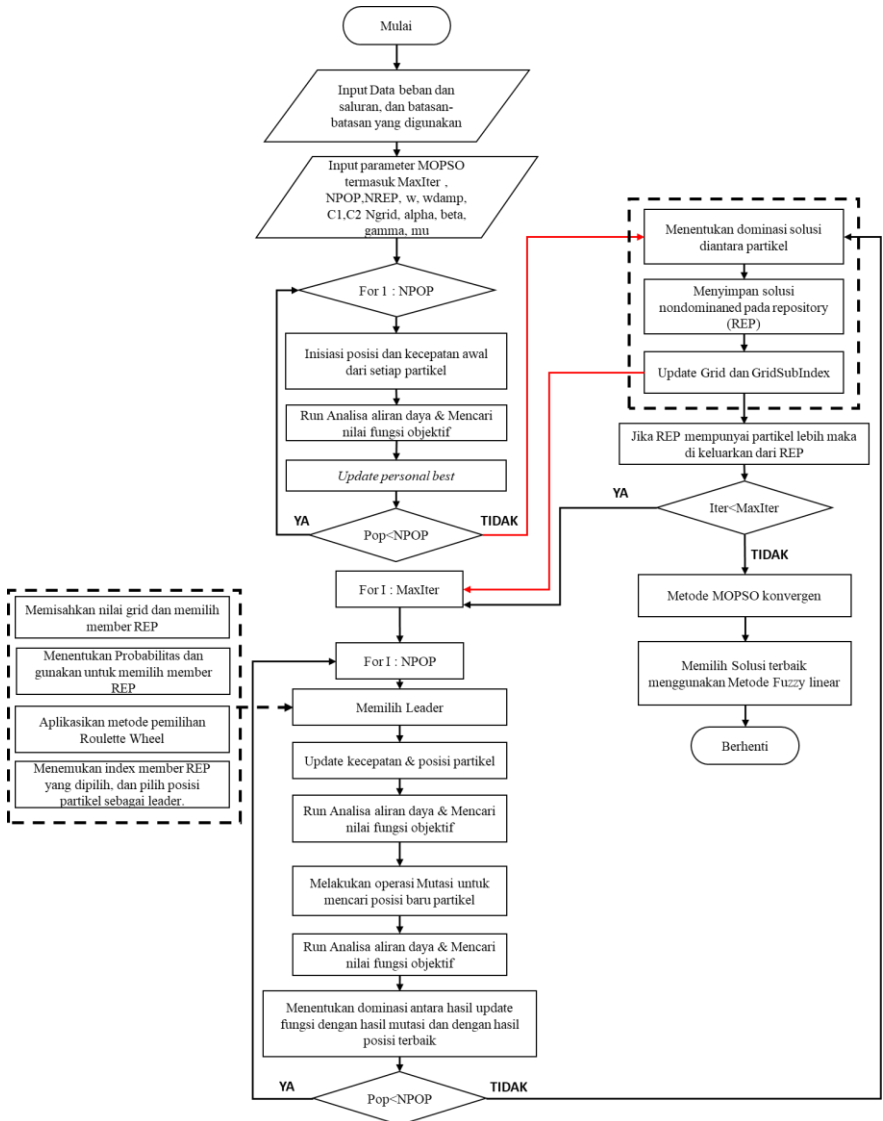 Mulai
Input Data beban dan
saluran, dan batasan-
batasan yang digunakan
Input parameter MOPSO
termasuk MaxIter ,
NPOP,NREP, w, wdamp,
C1,C2 Ngrid, alpha, beta,
gamma, mu
For 1 : NPOP
Inisiasi posisi dan kecepatan awal
dari setiap partikel
Run Analisa aliran daya & Mencari
nilai fungsi objektif
Update personal best
YA
Pop<NPOP
TIDAK
Menentukan dominasi solusi
diantara partikel
Menyimpan solusi
nondominaned pada repository
(REP)
Update Grid dan GridSubIndex
Jika REP mempunyai partikel lebih maka
di keluarkan dari REP
YA
Iter<MaxIter
TIDAK
Metode MOPSO konvergen
Memilih Solusi terbaik
menggunakan Metode Fuzzy linear
Berhenti
For I : MaxIter
For I : NPOP
Memilih Leader
Memisahkan nilai grid dan memilih
member REP
Menentukan Probabilitas dan
gunakan untuk memilih member
REP
Aplikasikan metode pemilihan
Roulette Wheel
Menemukan index member REP
yang dipilih, dan pilih posisi
partikel sebagai leader.
Update kecepatan & posisi partikel
Run Analisa aliran daya & Mencari
nilai fungsi objektif
Melakukan operasi Mutasi untuk
mencari posisi baru partikel
Run Analisa aliran daya & Mencari
nilai fungsi objektif
Menentukan dominasi antara hasil update
fungsi dengan hasil mutasi dan dengan hasil
posisi terbaik
YA
Pop<NPOP
TIDAK